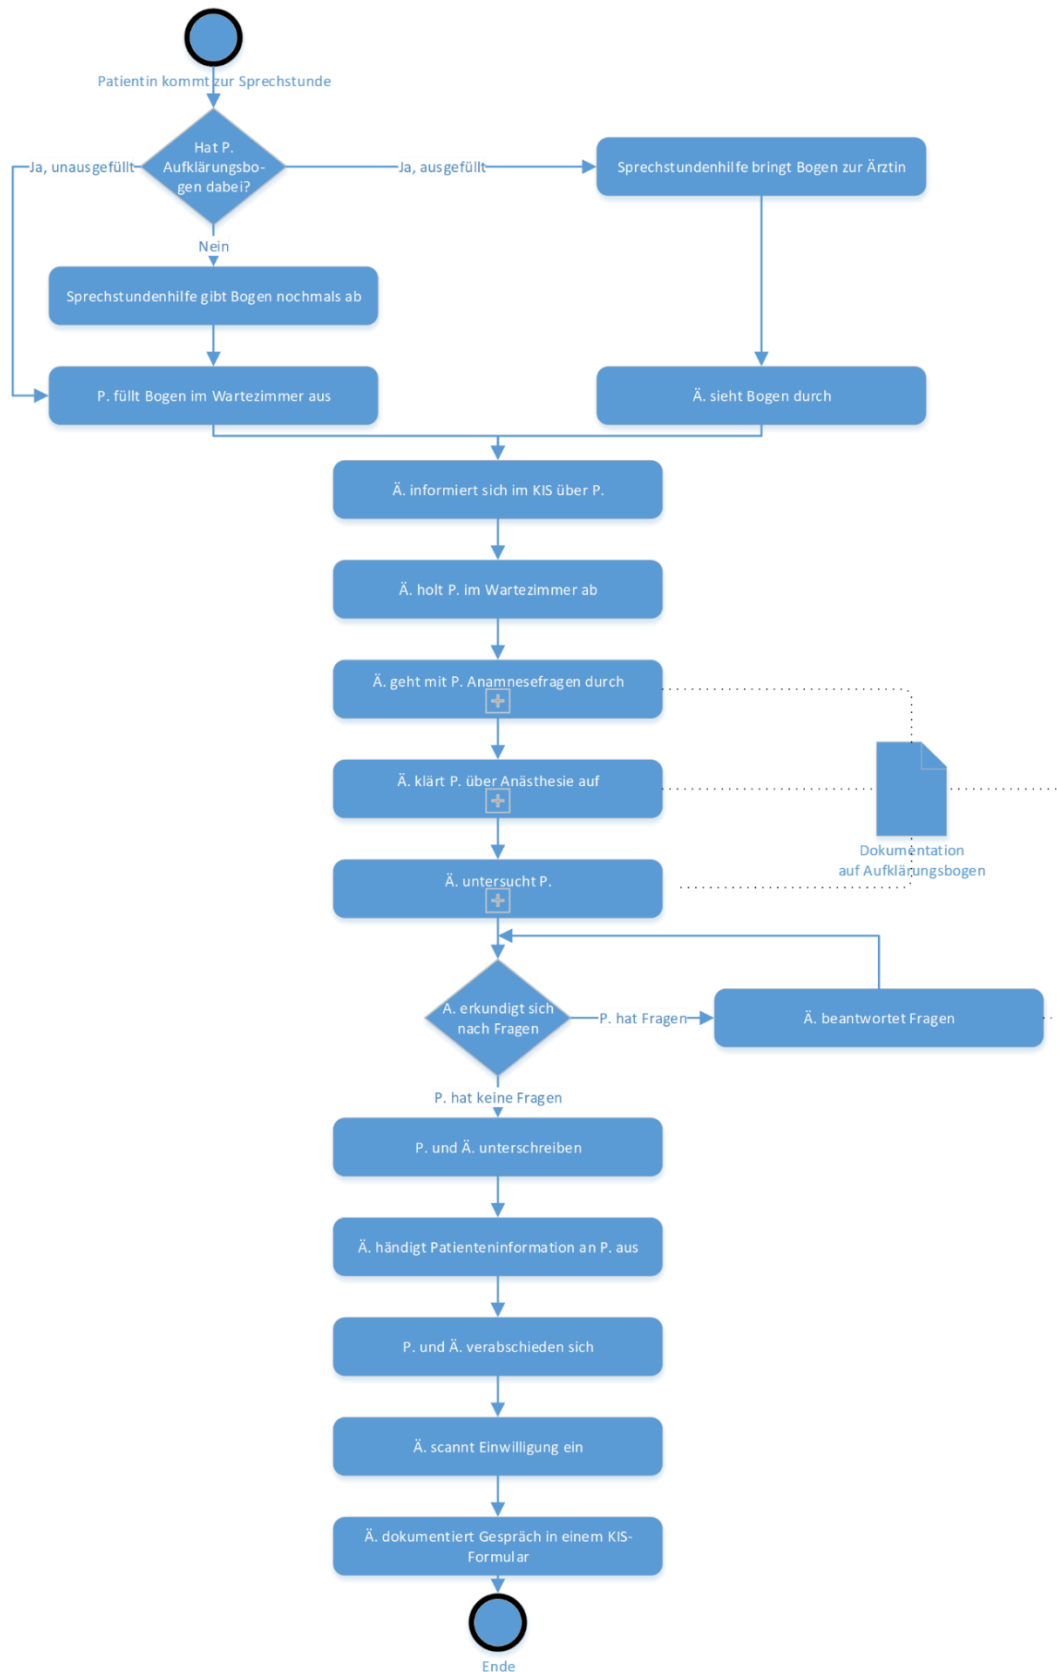 Patientin kommt zur Sprechstunde
Hat P.
Aufklärungsbo-
gen dabei?
Ja, unausgefüllt
Ja, ausgefüllt
Sprechstundenhilfe bringt Bogen zur Ärztin
Nein
Sprechstundenhilfe gibt Bogen nochmals ab
P. füllt Bogen im Wartezimmer aus
Ä. sieht Bogen durch
Ä. informiert sich im KIS über P.
Ä. holt P. im Wartezimmer ab
Ä. geht mit P. Anamnesefragen durch
Ä. klärt P. über Anästhesie auf
Dokumentation
auf Aufklärungsbogen
Ä. untersucht P.
Ä. erkundigt sich
nach Fragen
P. hat Fragen
Ä. beantwortet Fragen
P. hat keine Fragen
P. und Ä. unterschreiben
Ä. händigt Patienteninformation an P. aus
P. und Ä. verabschieden sich
Ä. scannt Einwilligung ein
Ä. dokumentiert Gespräch in einem KIS-
Formular
Ende